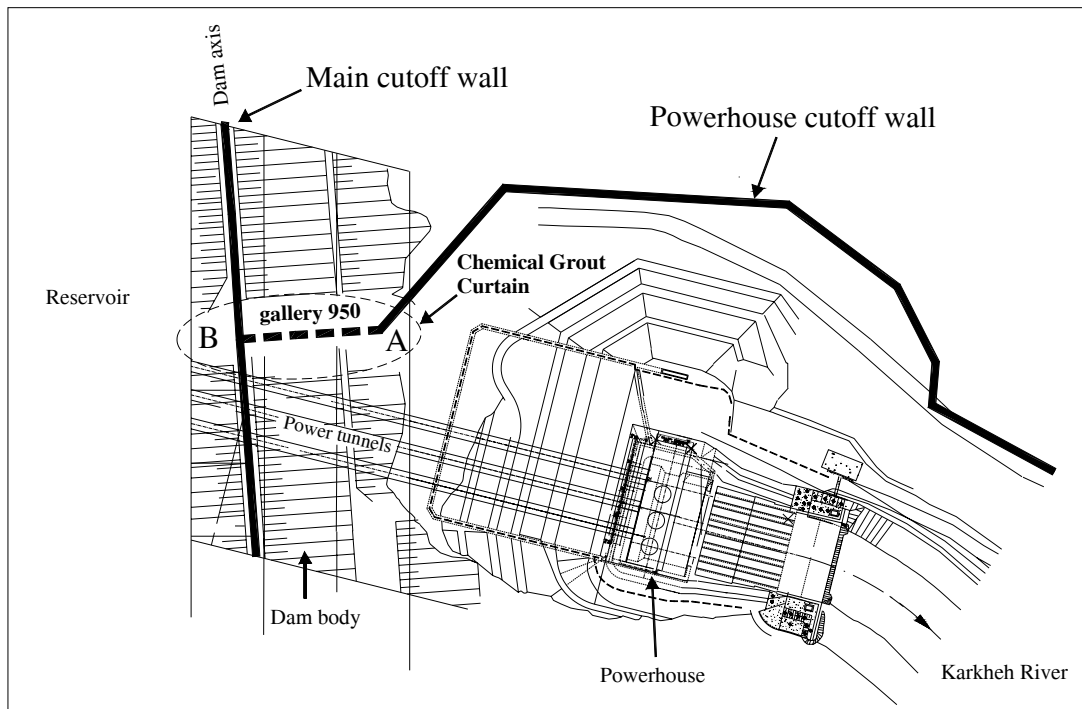 Dam axis
Main cutoff wall
Powerhouse cutoff wall
Chemical Grout
Curtain
Reservoir
gallery 950
B
A
Power tunnels
Dam body
Powerhouse
Karkheh River